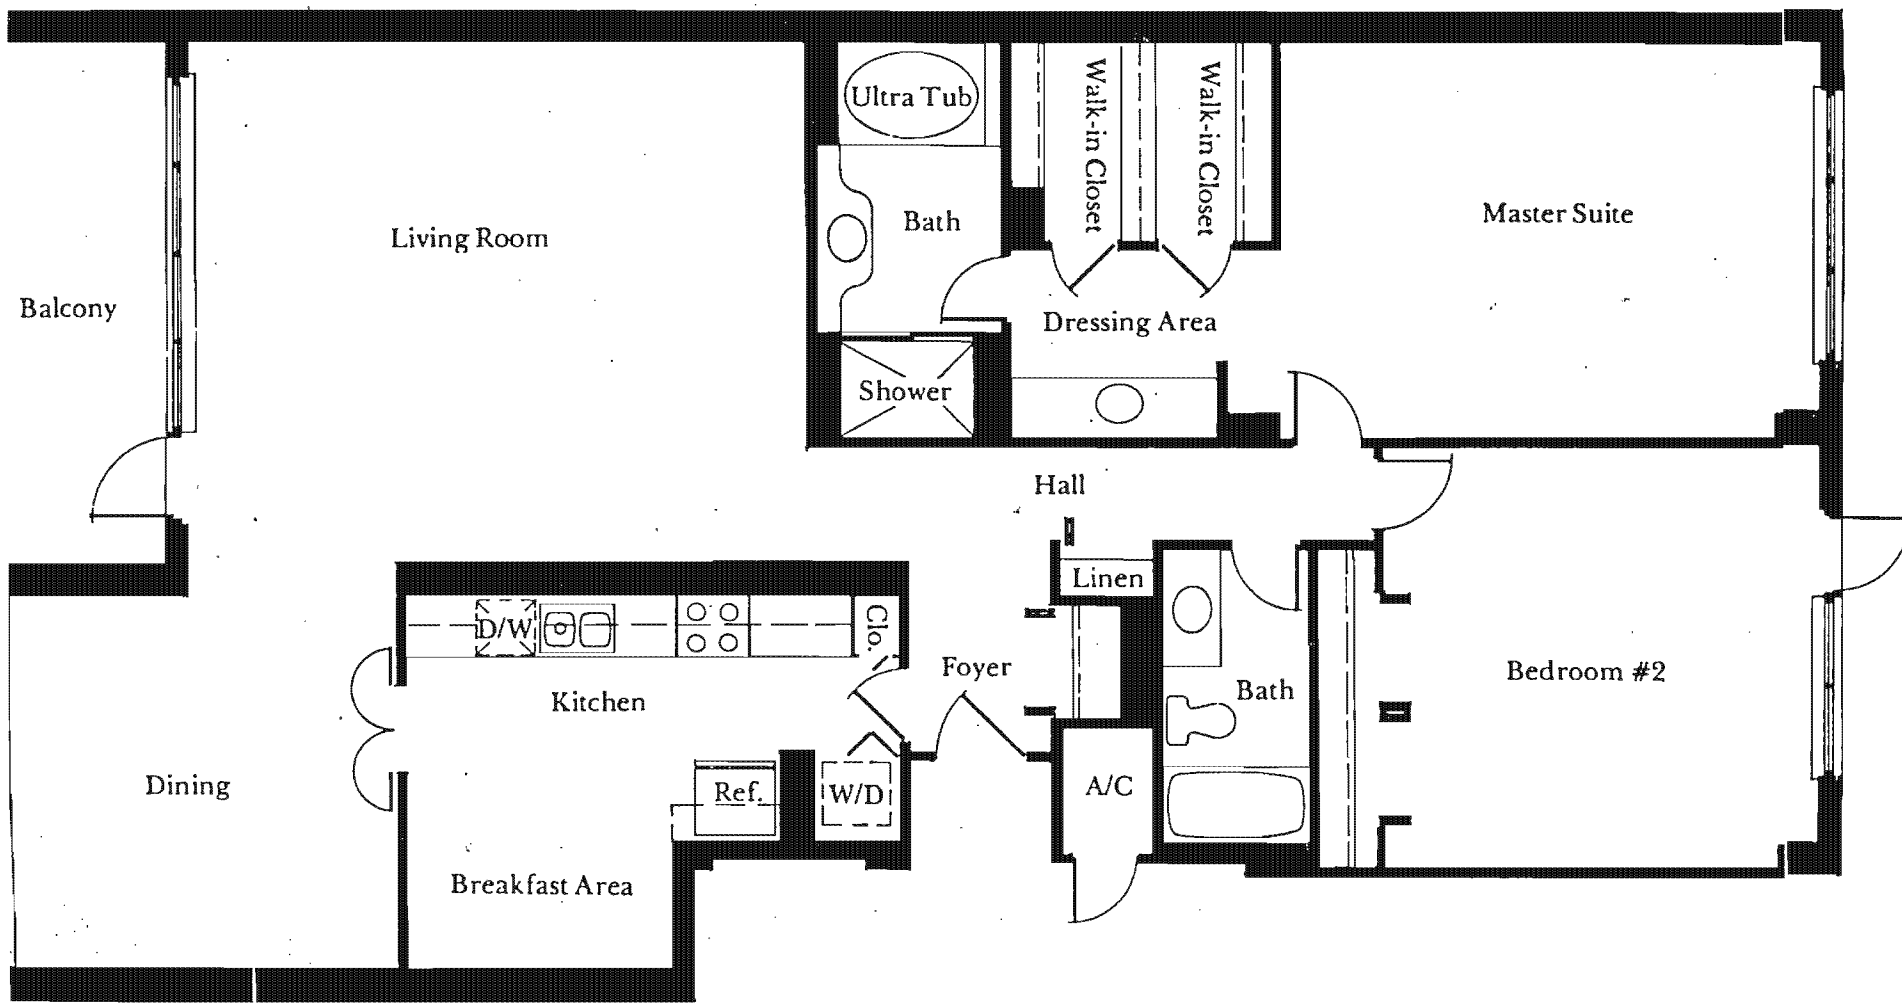 Ultra Tub
Walk-in Closet
Walk-in Closet
Living Room
Bath
Master Suite
Balcony
Dressing Area
Shower
Hall
Linen
D/W
Clo.
Foyer
Kitchen
Bath
Bedroom #2
Dining
Ref.
W/D
A/C
Breakfast Area